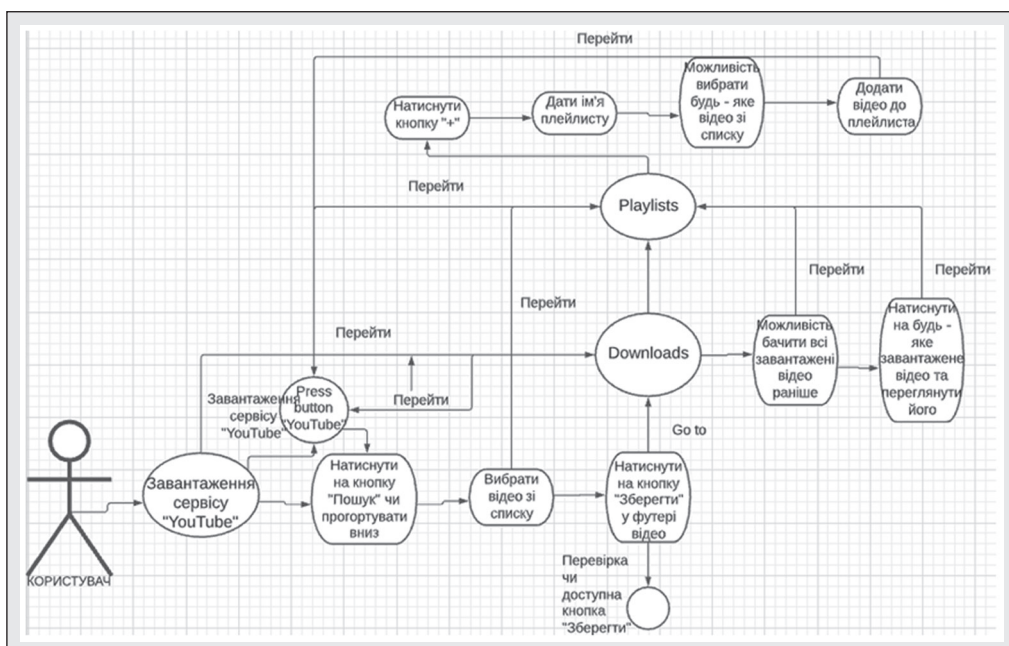 Перейти
Натиснути
кнопку "+"
Дати ім'я
плейлисту
Можливість
вибрати
будь - яке
відео зі
списку
Додати
відео до
плейлиста
Перейти
Playlists
Перейти
Перейти
Перейти
Перейти
Downloads
Можливість
бачити всі
завантажені
відео
раніше
Натиснути
на будь -
яке
завантажене
відео та
переглянути
його
Завантаження
сервісу
"YouTube"
Press
button
"YouTube"
Перейти
Go to
КОРИСТУВАЧ
Завантаження
сервісу
"YouTube"
Натиснути
на кнопку
"Пошук" чи
прогортувати
вниз
Вибрати
відео зі
списку
Натиснути
на кнопку
"Зберегти"
у футері
відео
Перевірка
чи
доступна
кнопка
"Зберегти"